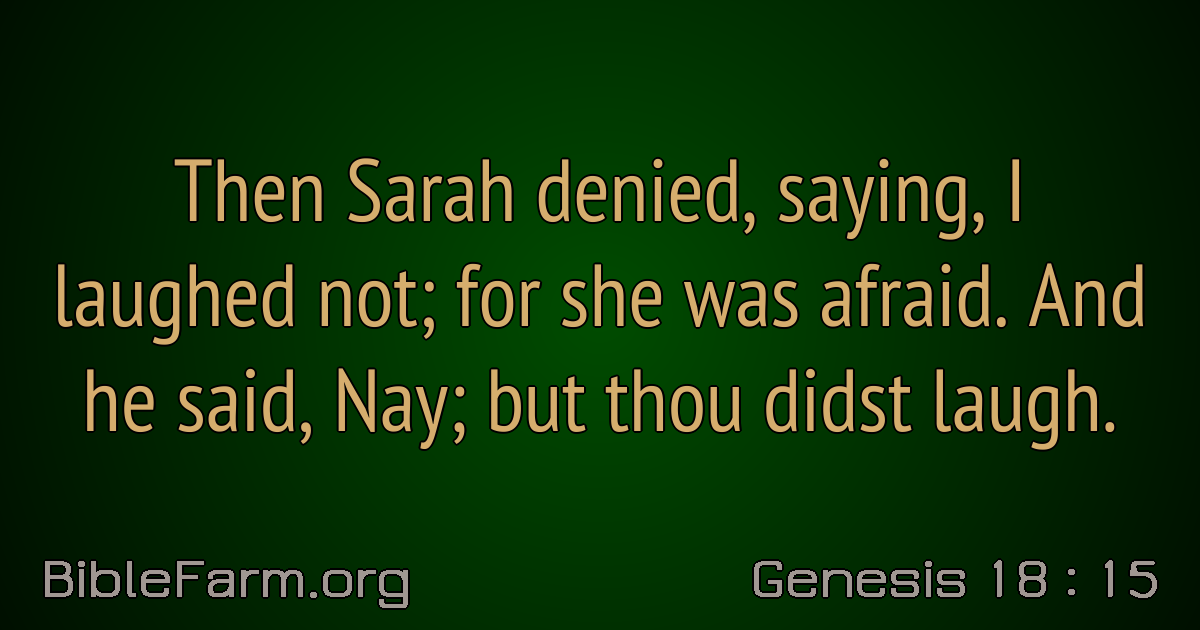 Then Sarah denied, saying, I
laughed not; for she was afraid. And
he said, Nay; but thou didst laugh.
BibleFarm.org
Genesis 18 : 15